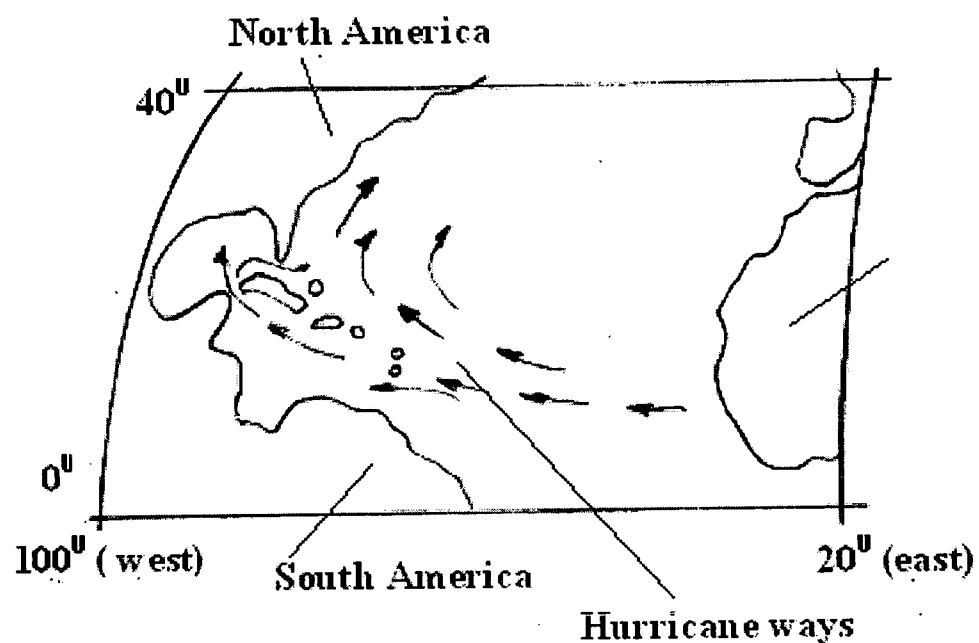 North America
40⁰
0⁰
100⁰ (west)
20⁰ (east)
South America
Hurricane ways